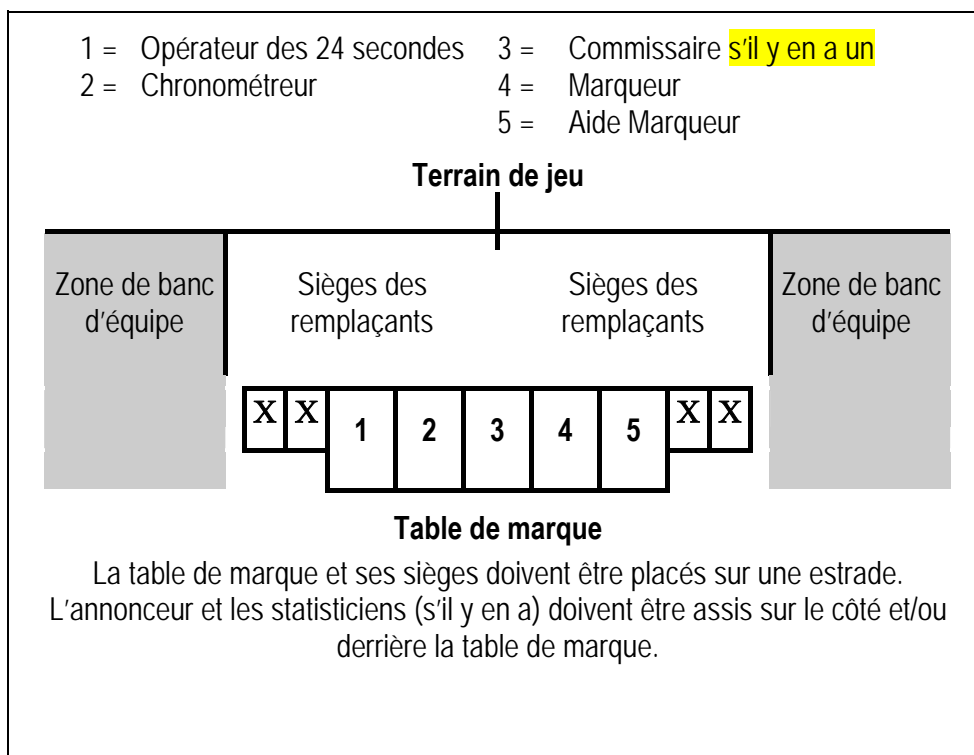 1 = Opérateur des 24 secondes 3 = Commissaire s'il y en a un
2 = Chronométreur 4 = Marqueur
5 = Aide Marqueur
Terrain de jeu
Zone de banc Sièges des Sièges des Zone de banc
d'équipe remplaçants remplaçants d'équipe
X X 1 2 3 4 5 X X
Table de marque
La table de marque et ses sièges doivent être placés sur une estrade.
L'annonceur et les statisticiens (s'il y en a) doivent être assis sur le côté et/ou
derrière la table de marque.